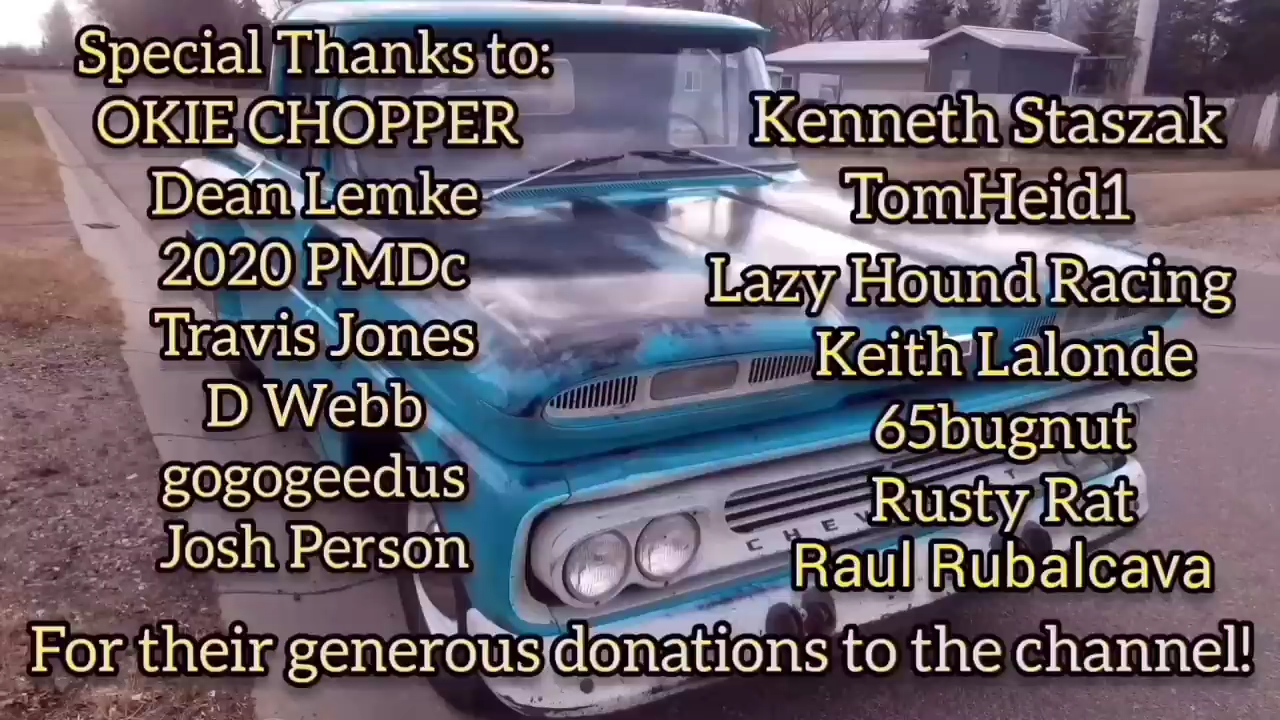 Special Thanks to:
OKIE CHOPPER
Dean Lemke
2020 PMDc
Travis Jones
D Webb
gogogeedus
Josh Person
Kenneth Staszak
TomHeid1
Lazy Hound Racing
Keith Lalonde
65bugnut
Rusty Rat
Raul Rubalcava
For their generous donations to the channel!